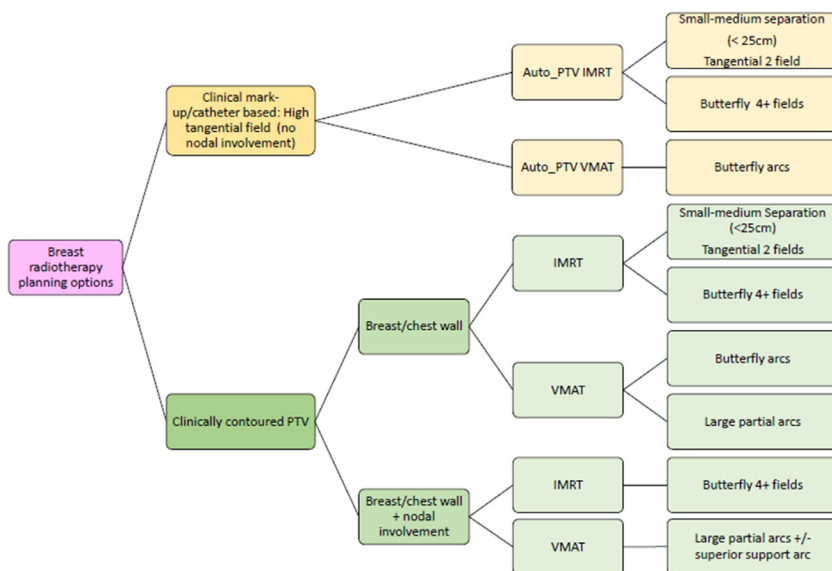 Small-medium separation
(< 25cm)
Tangential 2 field
Auto_PTV IMRT
Butterfly 4+ fields
Clinical mark-
up/catheter based: High
tangential field (no
nodal involvement)
Auto_PTV VMAT
Butterfly arcs
Breast
radiotherapy
planning options
Small-medium Separation
(<25cm)
Tangential 2 fields
IMRT
Butterfly 4+ fields
Breast/chest wall
Butterfly arcs
VMAT
Large partial arcs
Clinically contoured PTV
IMRT
Butterfly 4+ fields
Breast/chest wall
+ nodal
involvement
VMAT
Large partial arcs +/-
superior support arc